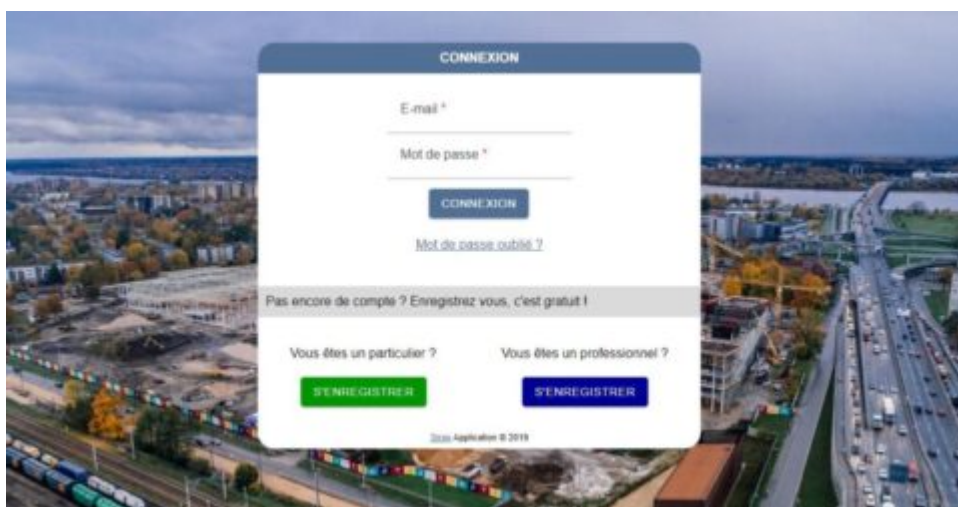 CONNEXION
E-mail *
Mot de passe *
CONNEXION
Mot de passe oublié ?
Pas encore de compte ? Enregistrez vous, c'est gratuit !
Vous êtes un particulier ? Vous êtes un professionnel ?
S'ENREGISTRER S'ENREGISTRER
Application © 2019